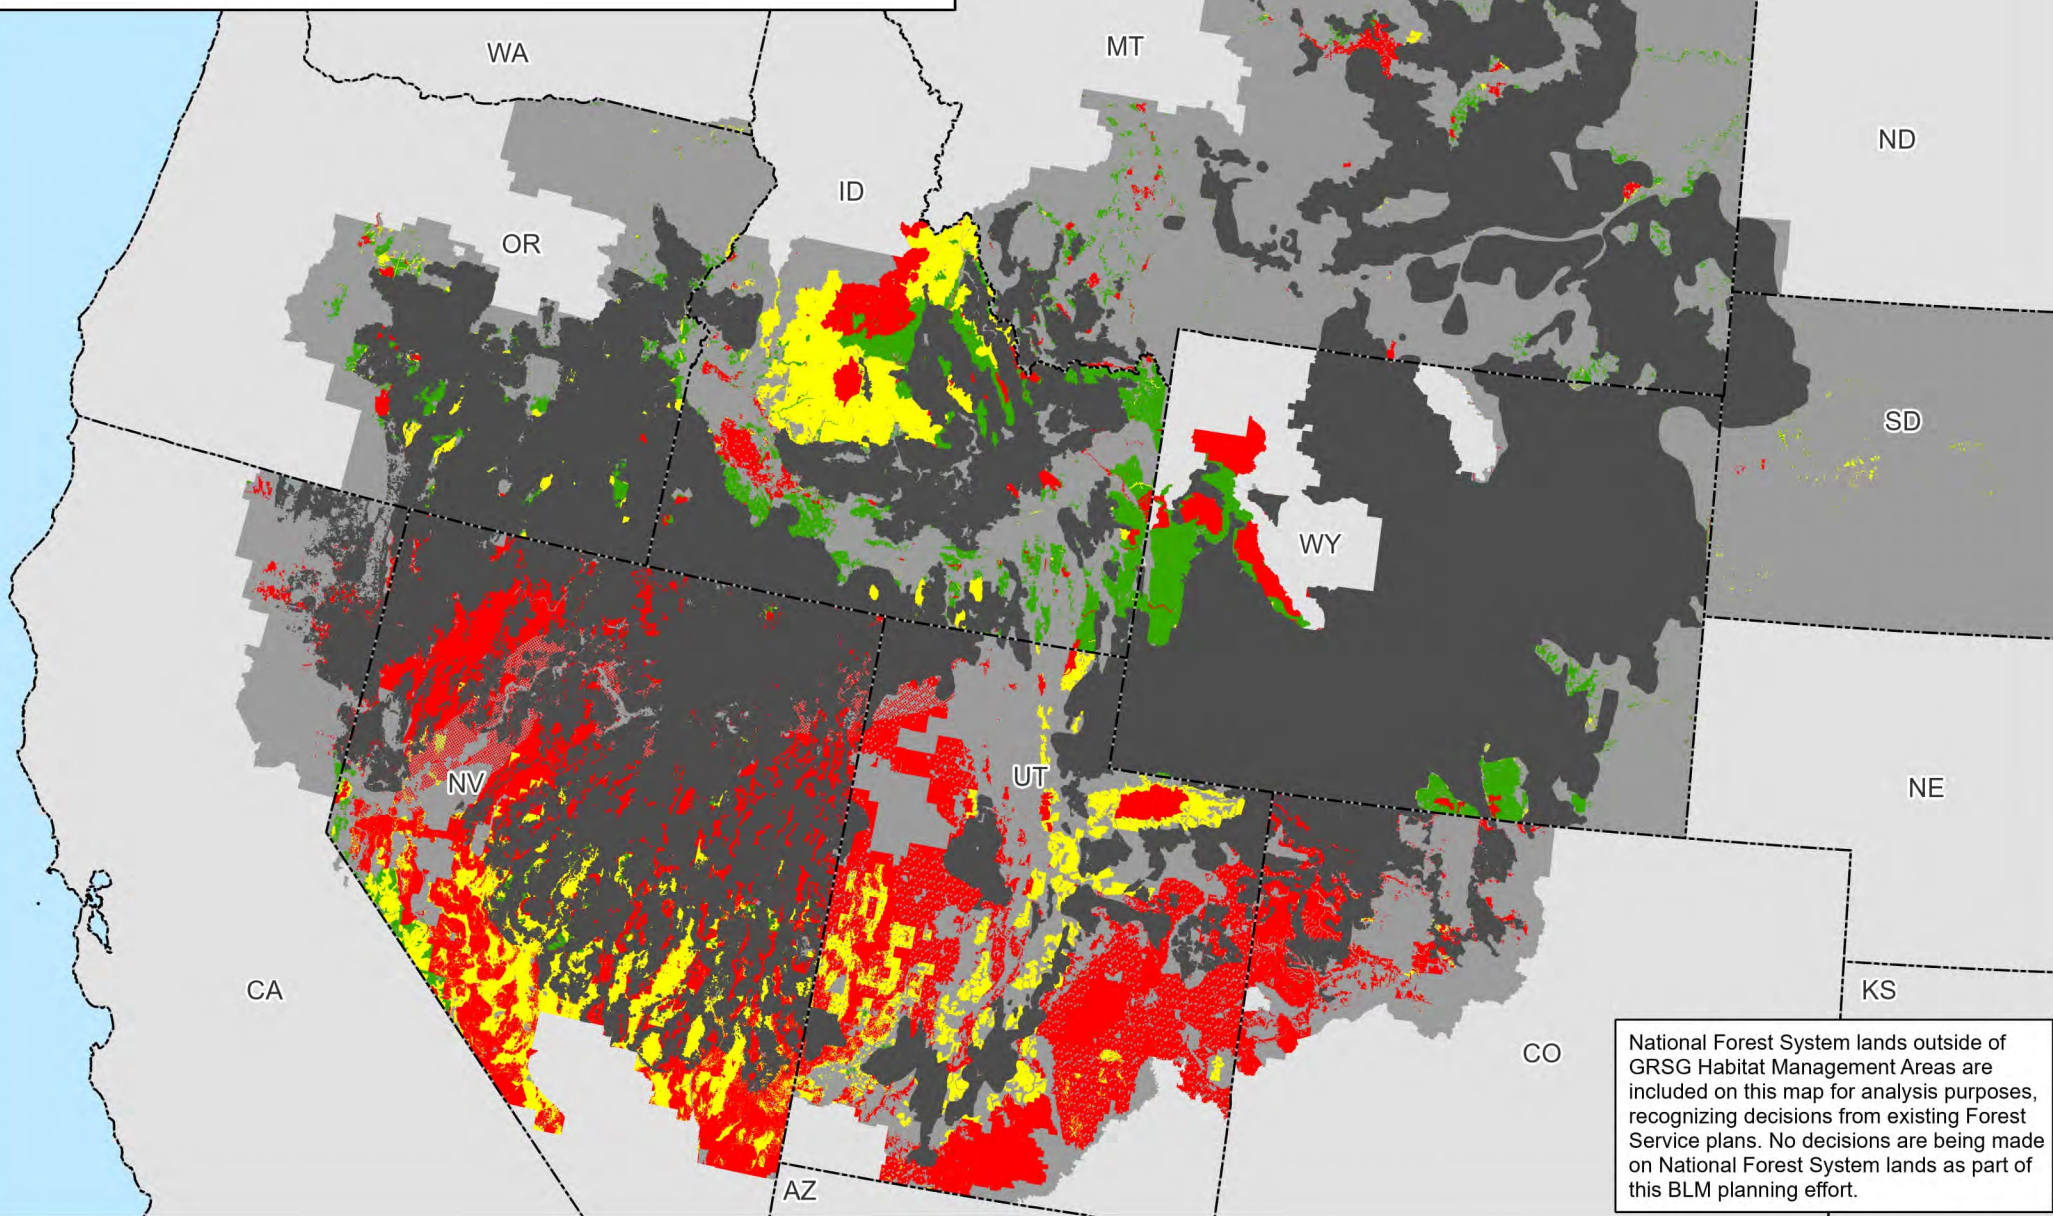 WA
MT
ND
ID
OR
SD
WY
NV
UT
NE
CA
KS
CO
AZ
National Forest System lands outside of
GRSG Habitat Management Areas are
included on this map for analysis purposes,
recognizing decisions from existing Forest
Service plans. No decisions are being made
on National Forest System lands as part of
this BLM planning effort.